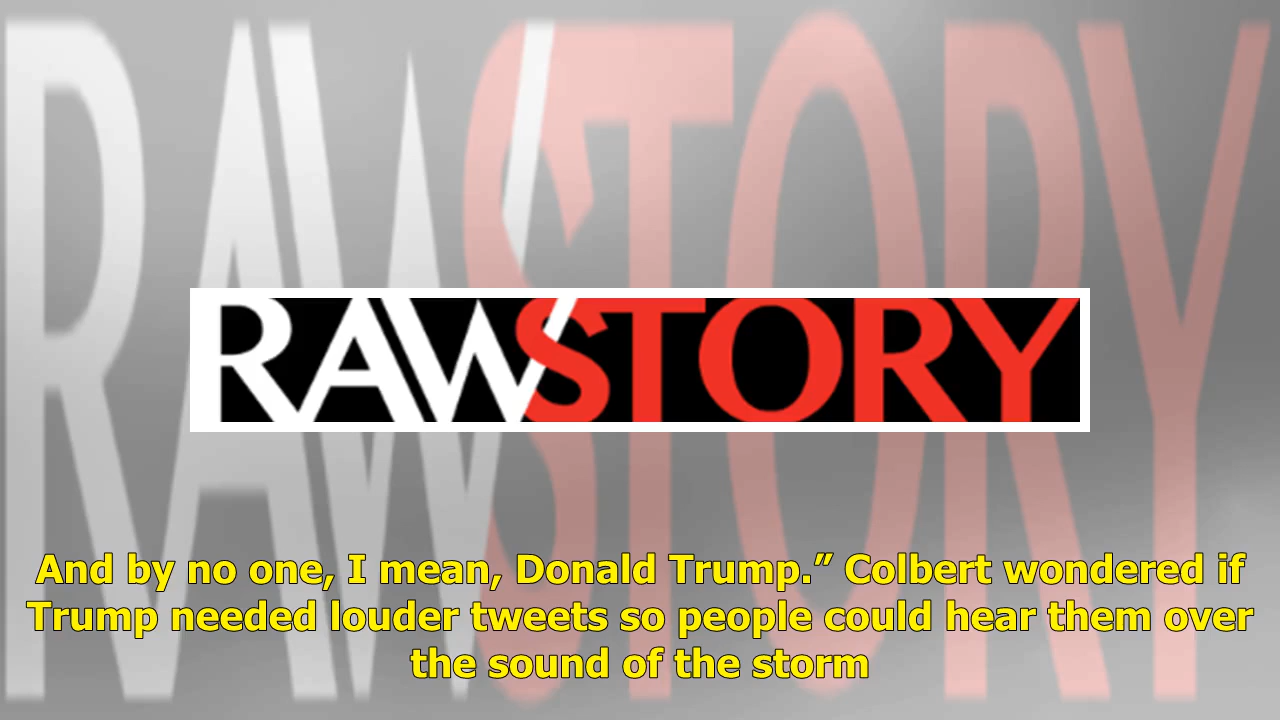 RAWSTORY
RAWSTORY
And by no one, I mean, Donald Trump.” Colbert wondered if
Trump needed louder tweets so people could hear them over
the sound of the storm